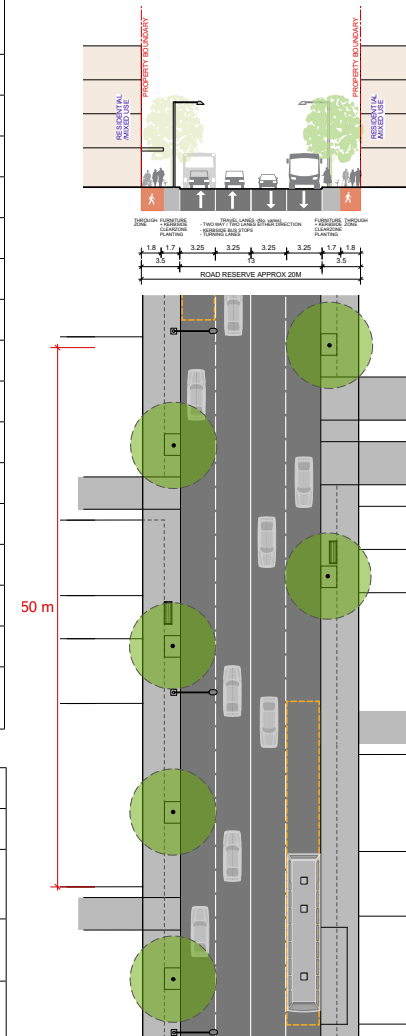 PROPERTY BOUNDARY
PROPERTY BOUNDARY
RESIDENTIAL
/MIXED USE
RESIDENTIAL
/MIXED USE
THROUGH
ZONE
FURNITURE
+ KERBSIDE
CLEARZONE
PLANTING
TRAVEL LANES -(No. varies)
- TWO WAY / TWO LANES EITHER DIRECTION
- KERBSIDE BUS STOPS
- TURNING LANES
FURNITURE
+ KERBSIDE
CLEARZONE
PLANTING
THROUGH
ZONE
1.8 1.7 3.25 3.25 3.25 3.25 1.7 1.8
3.5 13 3.5
ROAD RESERVE APPROX 20M
50 m